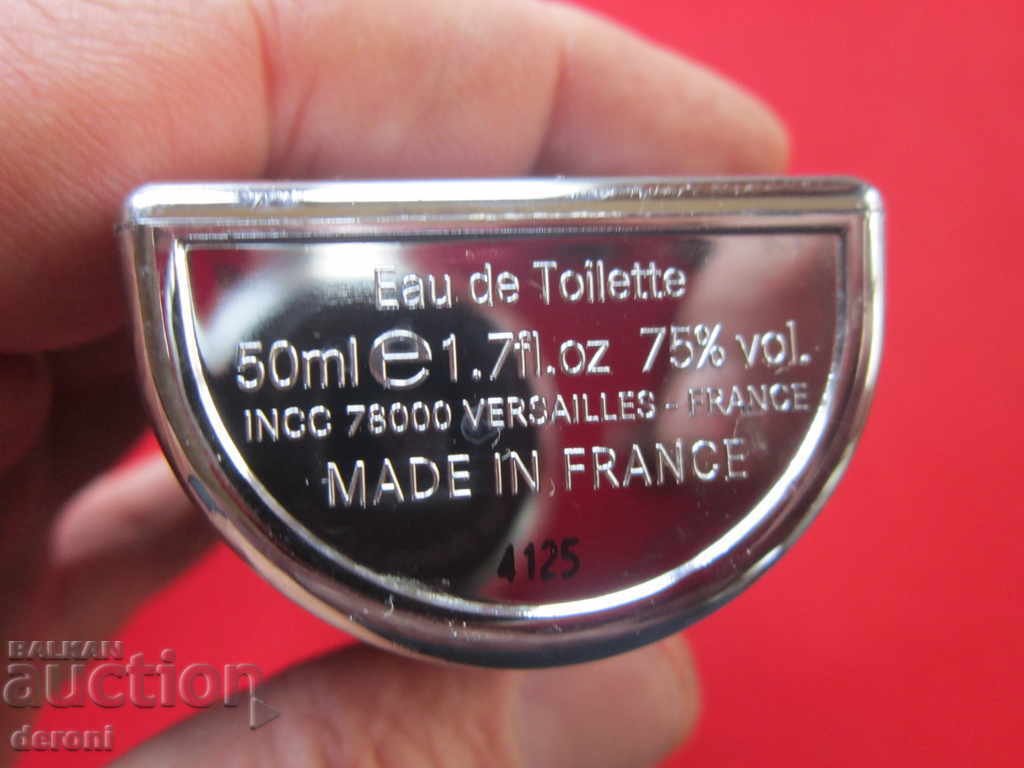 Eau de Toilette
50ml e 1.7fl.oz 75% vol.
INCC 78000 VERSAILLES - FRANCE
MADE IN FRANCE
4125
BALKAN
auction
deroni